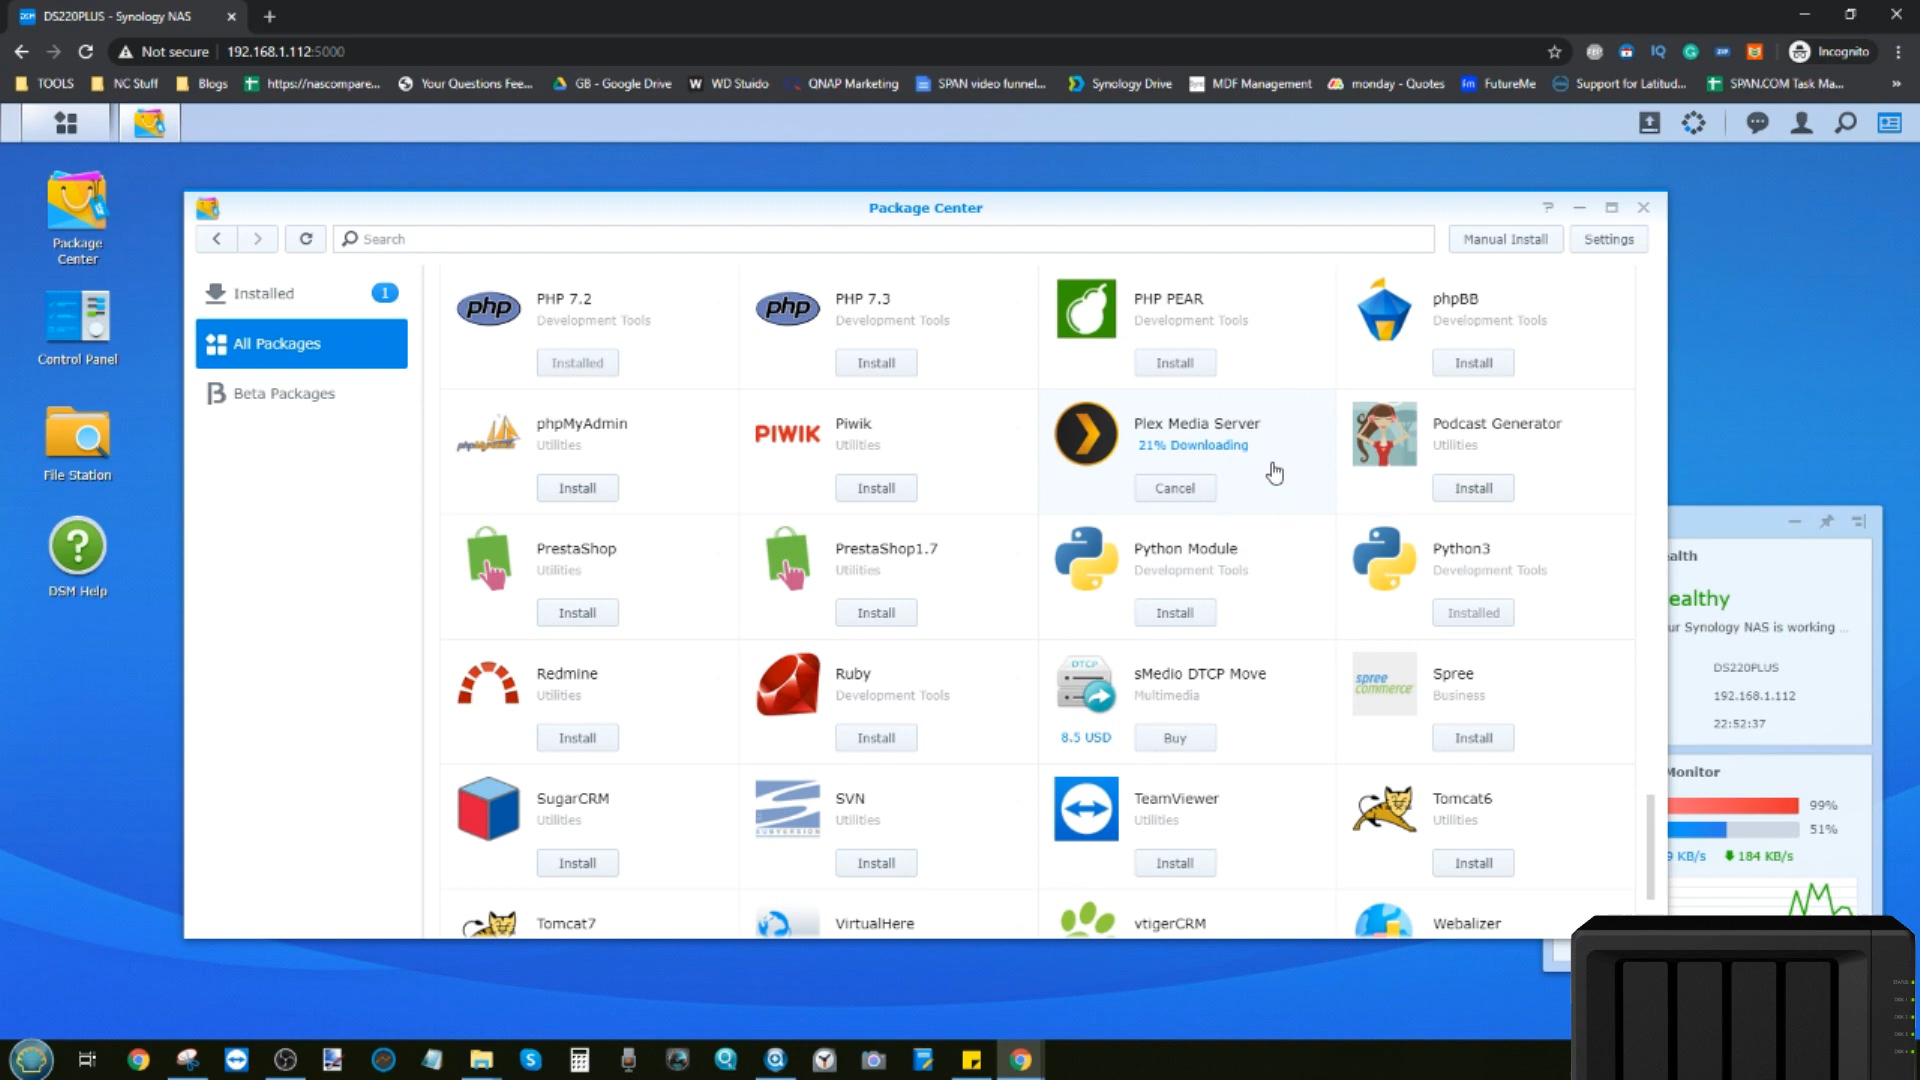 DS220PLUS - Synology NAS
Not secure
192.168.1.112:5000
Incognito
TOOLS
NC Stuff
Blogs
https://nascompare...
Your Questions Fee...
GB - Google Drive
WD Stuido
QNAP Marketing
SPAN video funnel...
Synology Drive
MDF Management
monday - Quotes
FutureMe
Support for Latitud...
SPAN.COM Task Ma...
Package Center
Control Panel
File Station
DSM Help
Package Center
Search
Manual Install
Settings
Installed
1
All Packages
Beta Packages
PHP 7.2
Development Tools
Installed
PHP 7.3
Development Tools
Install
PHP PEAR
Development Tools
Install
phpBB
Development Tools
Install
phpMyAdmin
Utilities
Install
PIWIK
Piwik
Utilities
Install
Plex Media Server
21% Downloading
Cancel
Podcast Generator
Utilities
Install
PrestaShop
Utilities
Install
PrestaShop1.7
Utilities
Install
Python Module
Development Tools
Install
Python3
Development Tools
Installed
Redmine
Utilities
Install
Ruby
Development Tools
Install
DTCP
sMedio DTCP Move
Multimedia
8.5 USD
Buy
spree commerce
Spree
Business
Install
SugarCRM
Utilities
Install
SVN
Utilities
Install
TeamViewer
Utilities
Install
Tomcat6
Utilities
Install
Tomcat7
VirtualHere
vtigerCRM
Webalizer
alth
ealthy
ur Synology NAS is working ...
DS220PLUS
192.168.1.112
22:52:37
Monitor
99%
51%
9 KB/s
184 KB/s